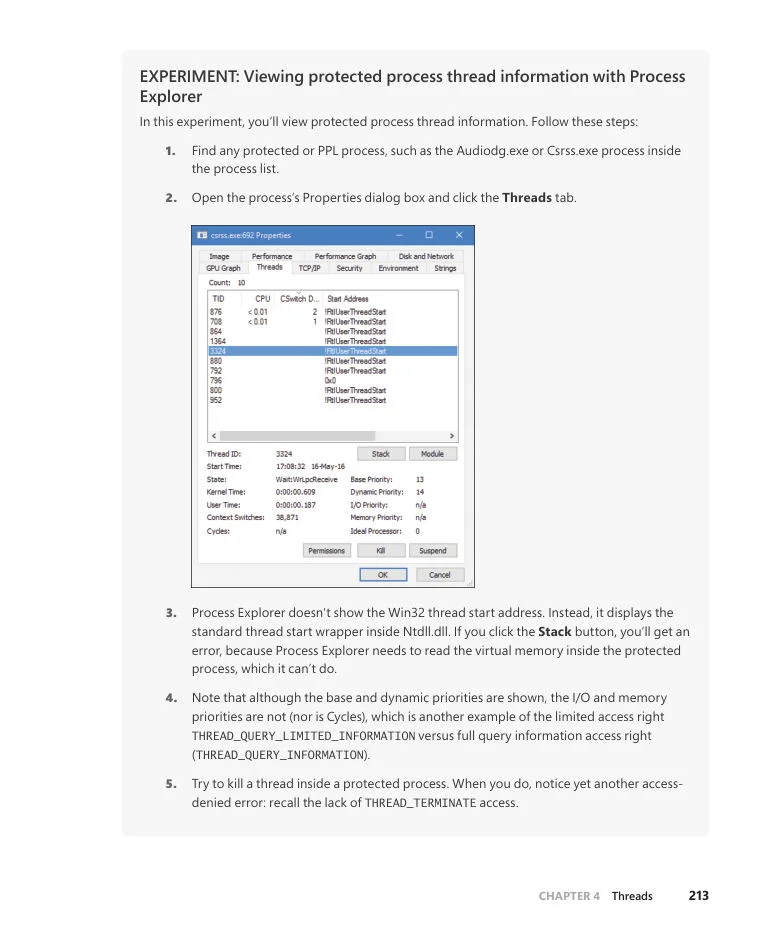 EXPERIMENT: Viewing protected process thread information with Process
Explorer
In this experiment, you’ll view protected process thread information. Follow these steps:
1. Find any protected or PPL process, such as the Audiodg.exe or Csrss.exe process inside
the process list.
2. Open the process’s Properties dialog box and click the Threads tab.
csrss.exe:692 Properties
Image Performance Performance Graph Disk and Network
GPU Graph Threads TCP/IP Security Environment Strings
Count: 10
TID CPU CSwitch D... Start Address
876 < 0.01 2 !RtlUserThreadStart
708 < 0.01 1 !RtlUserThreadStart
864 !RtlUserThreadStart
1364 !RtlUserThreadStart
3324 !RtlUserThreadStart
880 !RtlUserThreadStart
792 !RtlUserThreadStart
796 0x0
800 !RtlUserThreadStart
952 !RtlUserThreadStart
Thread ID: 3324 Stack Module
Start Time: 17:08:32 16-May-16
State: Wait:WrLpcReceive Base Priority: 13
Kernel Time: 0:00:00.609 Dynamic Priority: 14
User Time: 0:00:00.187 I/O Priority: n/a
Context Switches: 38,871 Memory Priority: n/a
Cycles: n/a Ideal Processor: 0
Permissions Kill Suspend
OK Cancel
3. Process Explorer doesn’t show the Win32 thread start address. Instead, it displays the
standard thread start wrapper inside Ntdll.dll. If you click the Stack button, you’ll get an
error, because Process Explorer needs to read the virtual memory inside the protected
process, which it can’t do.
4. Note that although the base and dynamic priorities are shown, the I/O and memory
priorities are not (nor is Cycles), which is another example of the limited access right
THREAD_QUERY_LIMITED_INFORMATION versus full query information access right
(THREAD_QUERY_INFORMATION).
5. Try to kill a thread inside a protected process. When you do, notice yet another access-
denied error: recall the lack of THREAD_TERMINATE access.
CHAPTER 4 Threads 213